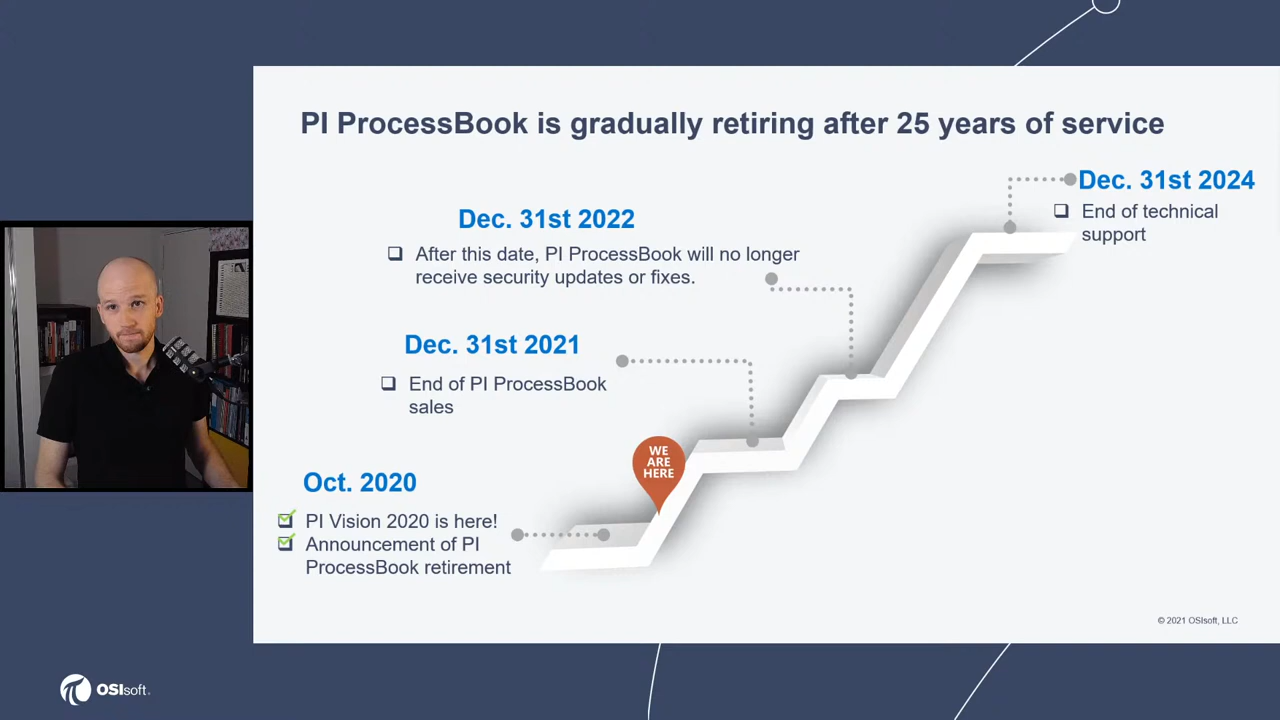 PI ProcessBook is gradually retiring after 25 years of service
Dec. 31st 2024
End of technical
support
Dec. 31st 2022
After this date, PI ProcessBook will no longer
receive security updates or fixes.
Dec. 31st 2021
End of PI ProcessBook
sales
WE
ARE
HERE
Oct. 2020
PI Vision 2020 is here!
Announcement of PI
ProcessBook retirement
© 2021 OSIsoft, LLC
OSIsoft.